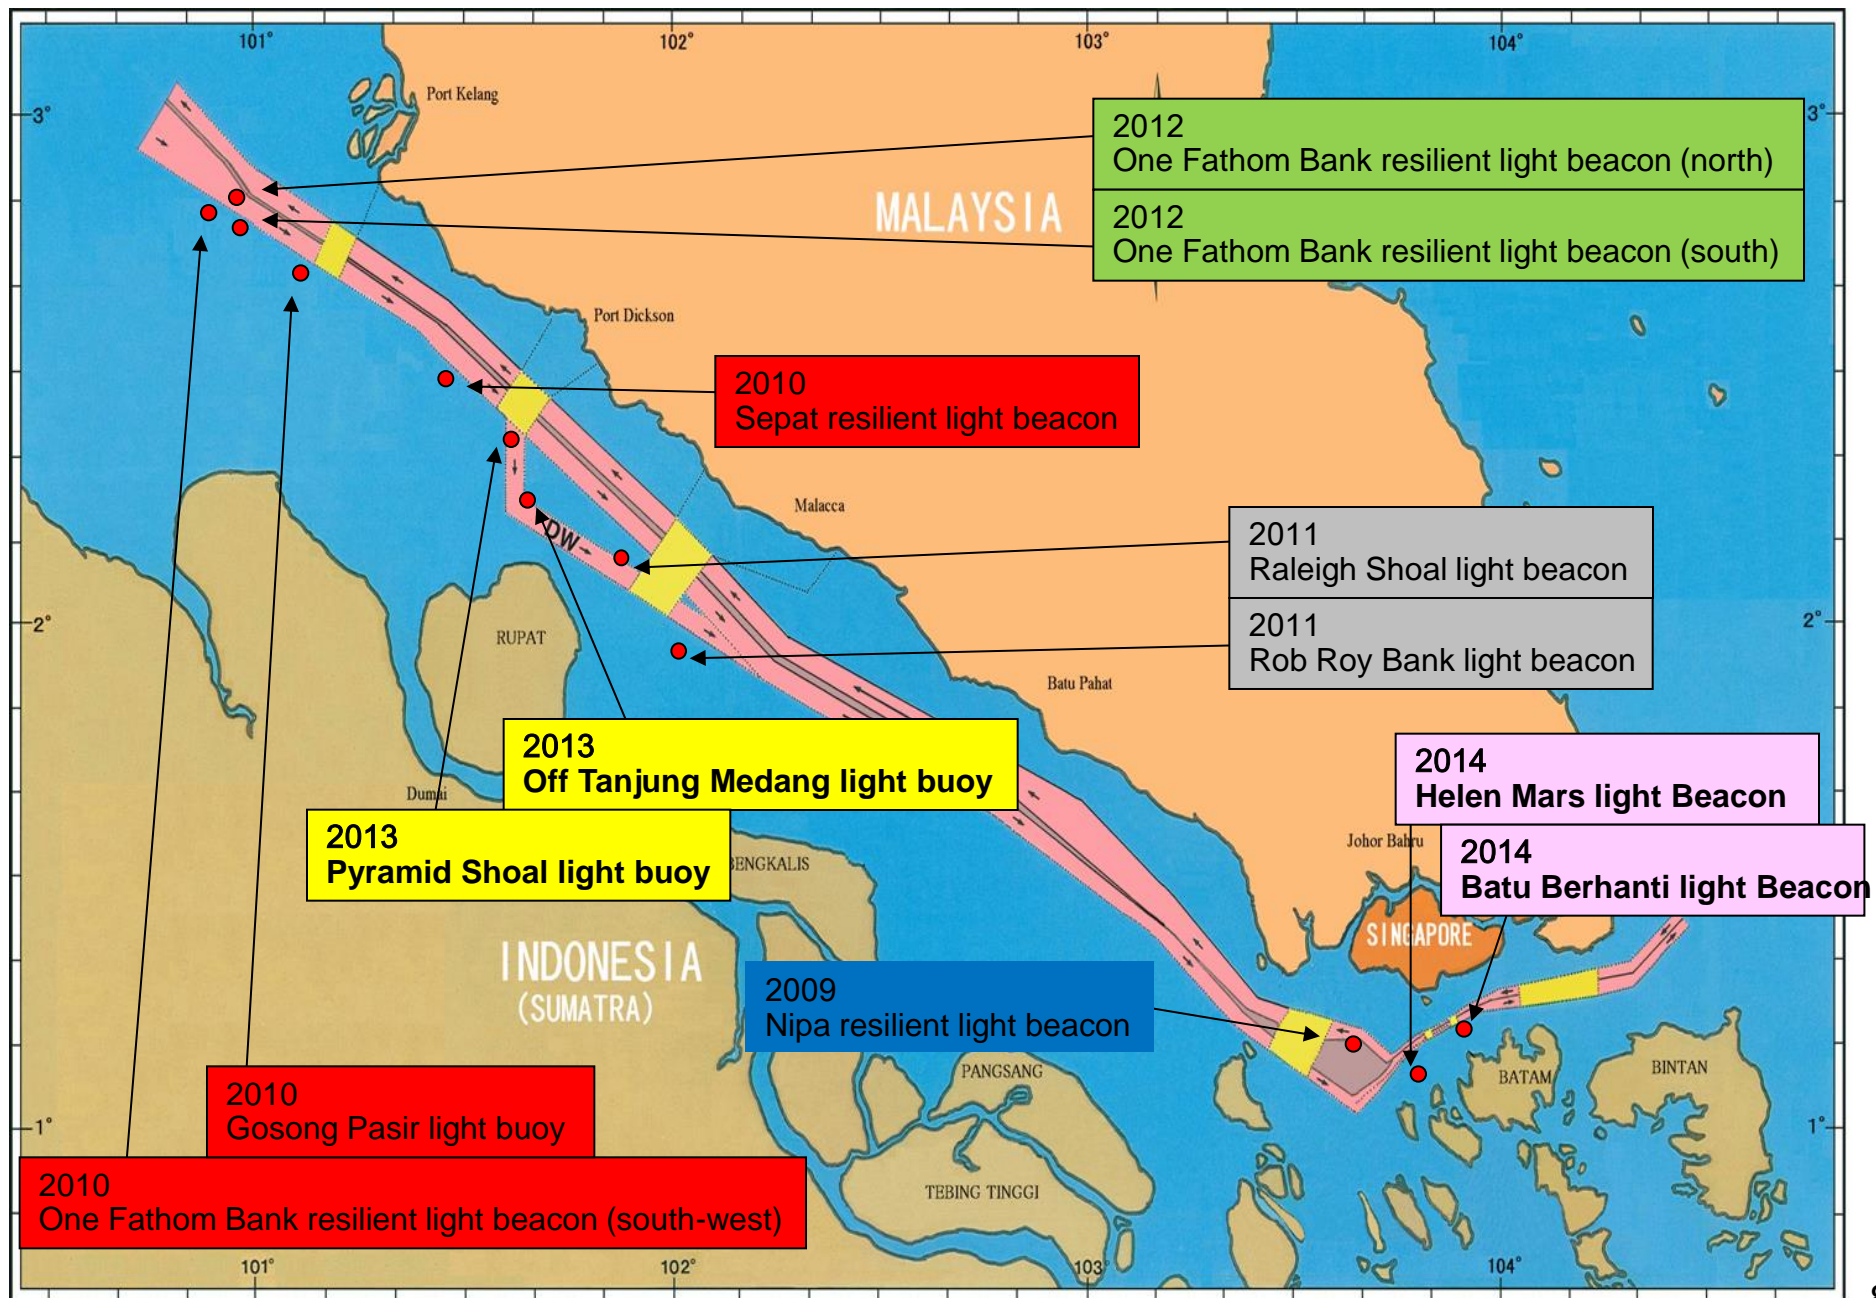 101°
102°
103°
104°
Port Kelang
3°
3°
2012
One Fathom Bank resilient light beacon (north)
2012
One Fathom Bank resilient light beacon (south)
MALAYSIA
Port Dickson
2010
Sepat resilient light beacon
Malacca
DW
2011
Raleigh Shoal light beacon
2011
Rob Roy Bank light beacon
2°
2°
RUPAT
Batu Pahat
2013
Off Tanjung Medang light buoy
Dumai
2013
Pyramid Shoal light buoy
BENGKALIS
2014
Helen Mars light Beacon
Johor Bahru
2014
Batu Berhanti light Beacon
SINGAPORE
INDONESIA
(SUMATRA)
2009
Nipa resilient light beacon
PANGSANG
BATAM
BINTAN
2010
Gosong Pasir light buoy
1°
1°
2010
One Fathom Bank resilient light beacon (south-west)
TEBING TINGGI
101°
102°
103°
104°